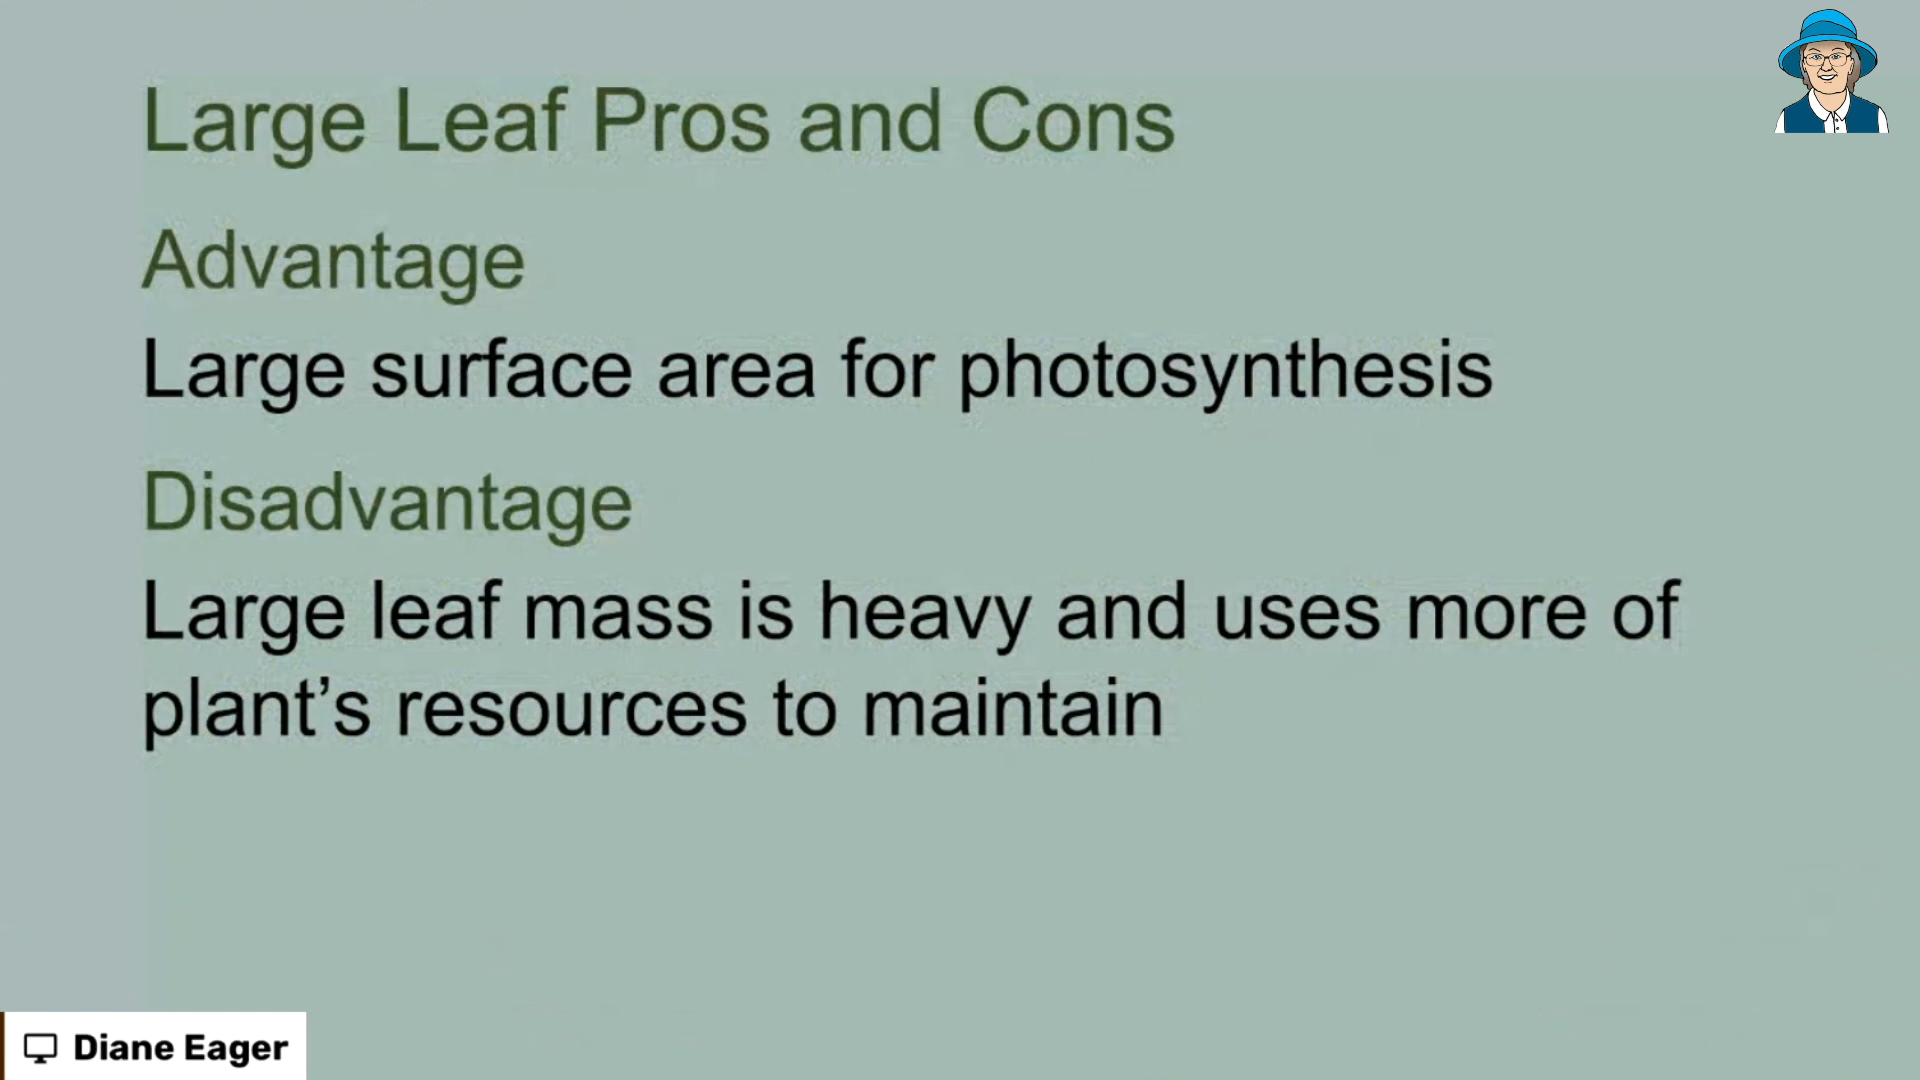 Large Leaf Pros and Cons
Advantage
Large surface area for photosynthesis
Disadvantage
Large leaf mass is heavy and uses more of
plant’s resources to maintain
Diane Eager